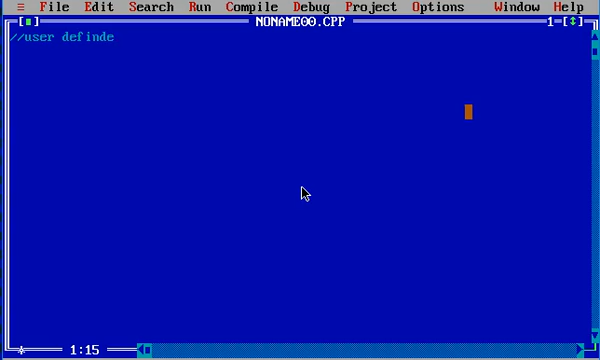 ≡ File Edit Search Run Compile Debug Project Options Window Help
[■] NONAME00.CPP 1=[↕]
//user definde
1:15